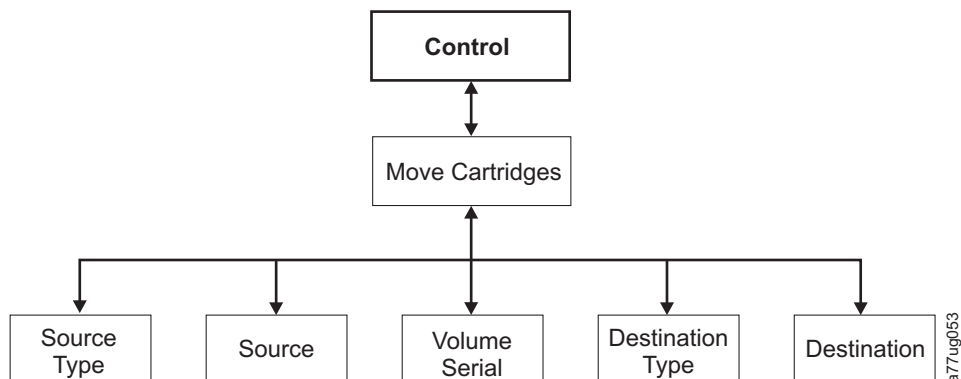 Control
Move Cartridges
Source
Type
Source
Volume
Serial
Destination
Type
Destination
a77ug053